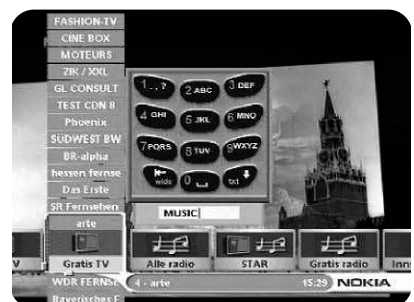 FASHION-TV
CINE BOX
MOTEURS
ZIK / XXL
GL CONSULT
TEST CDN 8
Phoenix
SÜDWEST BW
BR-alpha
hessen fernse
Das Erste
SR Fernsehen
arte
1 . , ?
2 ABC
3 DEF
4 GHI
5 JKL
6 MNO
7 PQRS
8 TUV
9 WXYZ
wide
0
txt
MUSIC
V
Gratis TV
Alle radio
STAR
Gratis radio
Inns
WDR FERNSE
4 - arte
15:29
NOKIA
Bayerisches F